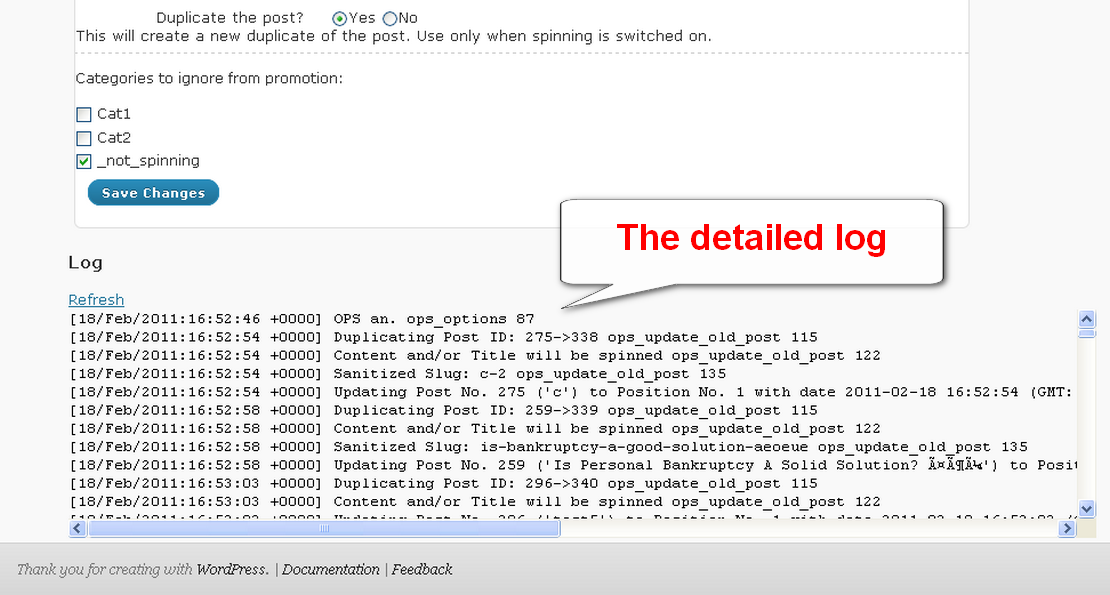 Duplicate the post? Yes No
This will create a new duplicate of the post. Use only when spinning is switched on.
Categories to ignore from promotion:
Cat1
Cat2
_not_spinning
Save Changes
The detailed log
Log
Refresh
[18/Feb/2011:16:52:46 +0000] OPS an. ops_options 87
[18/Feb/2011:16:52:54 +0000] Duplicating Post ID: 275->338 ops_update_old_post 115
[18/Feb/2011:16:52:54 +0000] Content and/or Title will be spinned ops_update_old_post 122
[18/Feb/2011:16:52:54 +0000] Sanitized Slug: c-2 ops_update_old_post 135
[18/Feb/2011:16:52:54 +0000] Updating Post No. 275 ('c') to Position No. 1 with date 2011-02-18 16:52:54 (GMT:
[18/Feb/2011:16:52:58 +0000] Duplicating Post ID: 259->339 ops_update_old_post 115
[18/Feb/2011:16:52:58 +0000] Content and/or Title will be spinned ops_update_old_post 122
[18/Feb/2011:16:52:58 +0000] Sanitized Slug: is-bankruptcy-a-good-solution-aeoeue ops_update_old_post 135
[18/Feb/2011:16:52:58 +0000] Updating Post No. 259 ('Is Personal Bankruptcy A Solid Solution? Ã¤Ã¶Ã¼') to Posit
[18/Feb/2011:16:53:03 +0000] Duplicating Post ID: 296->340 ops_update_old_post 115
[18/Feb/2011:16:53:03 +0000] Content and/or Title will be spinned ops_update_old_post 122
Thank you for creating with WordPress. | Documentation | Feedback